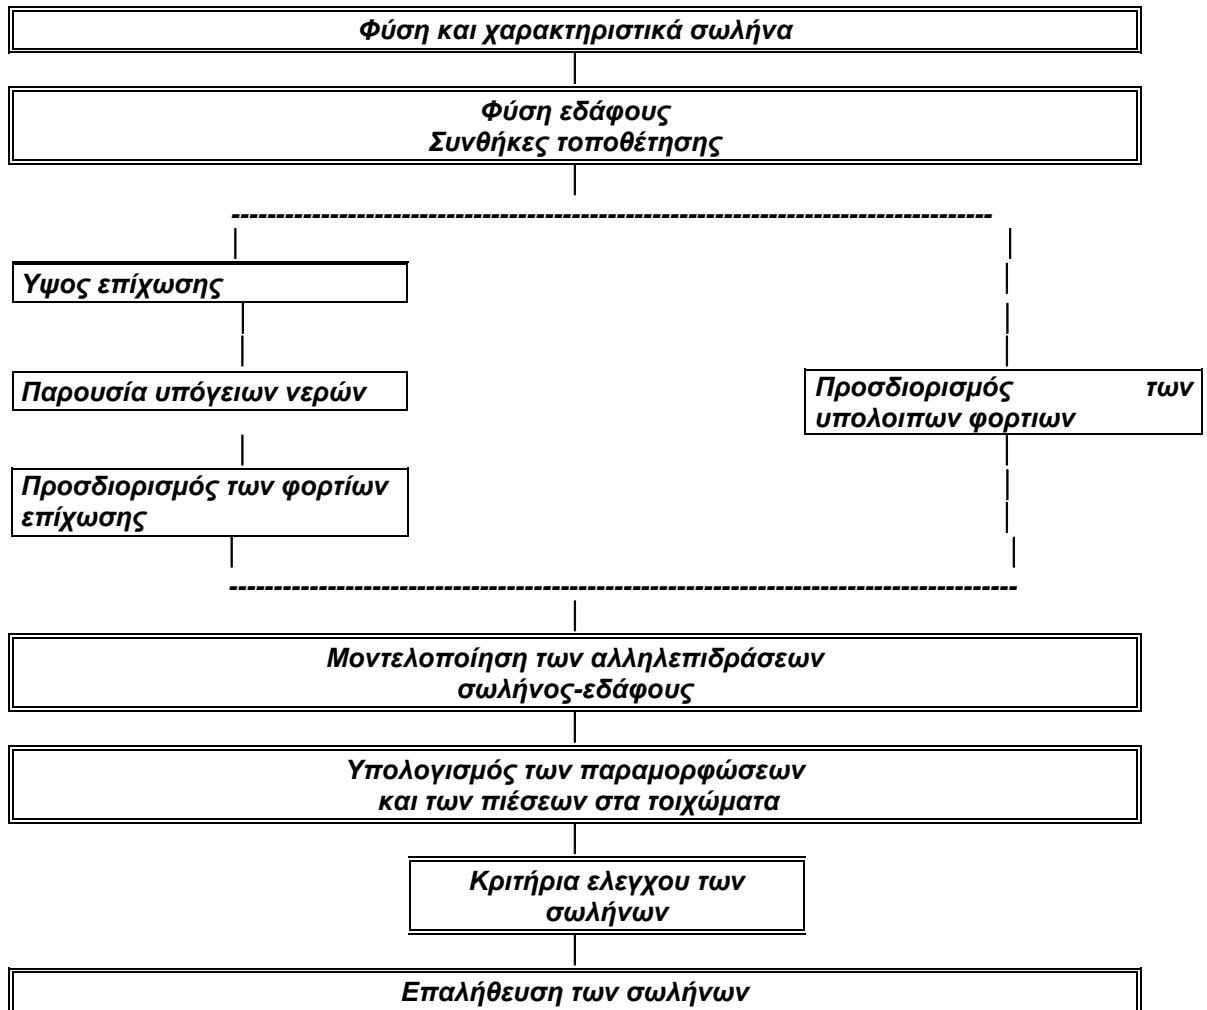 Φύση και χαρακτηριστικά σωλήνα
Φύση εδάφους
Συνθήκες τοποθέτησης
Υψος επίχωσης
Παρουσία υπόγειων νερών
Προσδιορισμός των
υπολοιπων φορτιων
Προσδιορισμός των φορτίων
επίχωσης
Μοντελοποίηση των αλληλεπιδράσεων
σωλήνος-εδάφους
Υπολογισμός των παραμορφώσεων
και των πιέσεων στα τοιχώματα
Κριτήρια ελεγχου των
σωλήνων
Επαλήθευση των σωλήνων